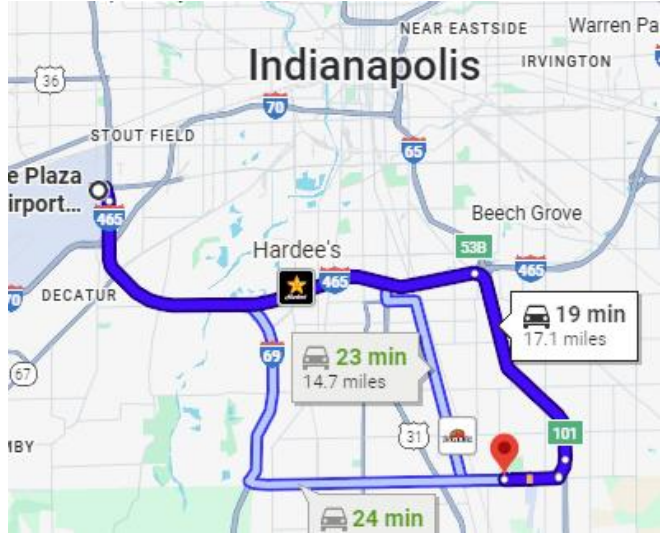 NEAR EASTSIDE
Warren Pa
Indianapolis
IRVINGTON
36
70
STOUT FIELD
65
e Plaza
irport...
465
Beech Grove
53B
Hardee's
465
465
70
DECATUR
19 min
17.1 miles
69
23 min
14.7 miles
67
31
101
MBY
24 min